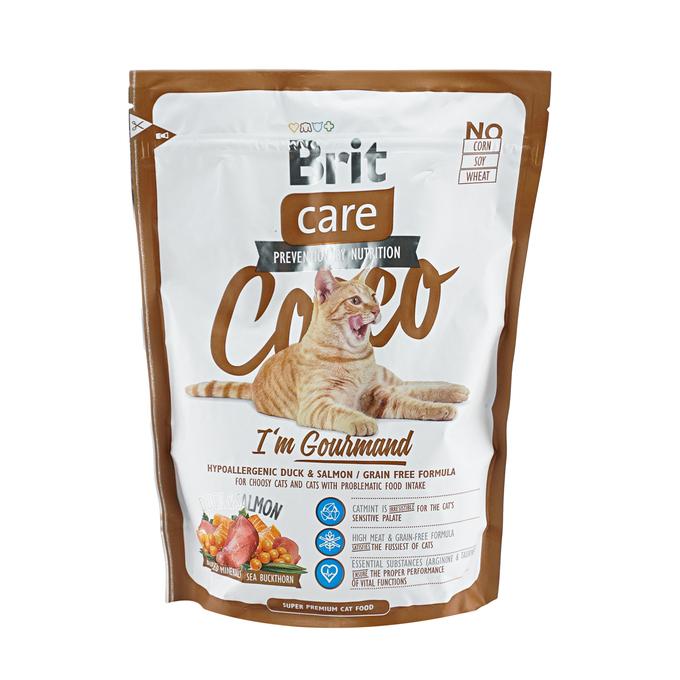 Brit
NO
CORN
SOY
WHEAT
care
PREVENTION BY NUTRITION
Cocco
I'm Gourmand
HYPOALLERGENIC DUCK & SALMON / GRAIN FREE FORMULA
FOR CHOOSY CATS AND CATS WITH PROBLEMATIC FOOD INTAKE
& SALMON
CATMINT IS IRRESISTIBLE FOR THE CAT'S
SENSITIVE PALATE
HIGH MEAT & GRAIN-FREE FORMULA
SATISFIES THE FUSSIEST OF CATS
ESSENTIAL SUBSTANCES (ARGININE & TAURINE)
ENSURE THE PROPER PERFORMANCE
OF VITAL FUNCTIONS
MINERALS SEA BUCKTHORN
SUPER PREMIUM CAT FOOD